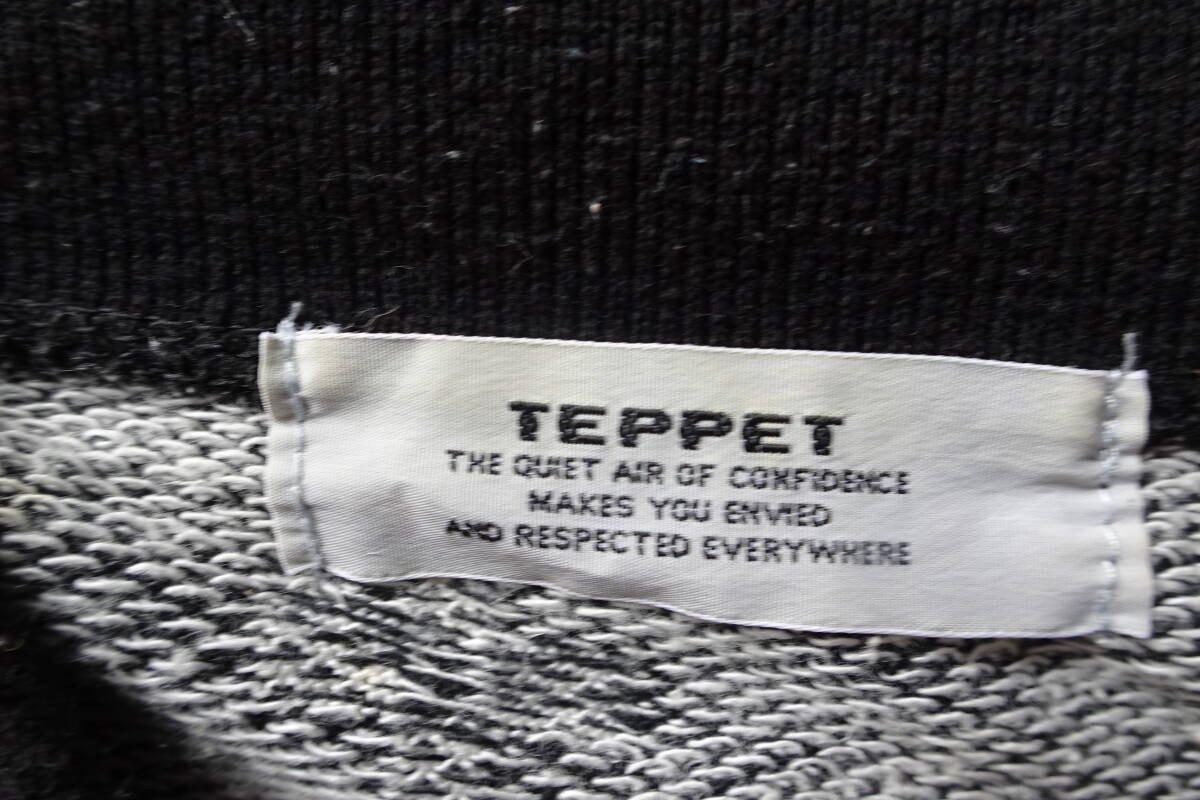 TEPPET
THE QUIET AIR OF CONFIDENCE
MAKES YOU ENVIED
AND RESPECTED EVERYWHERE